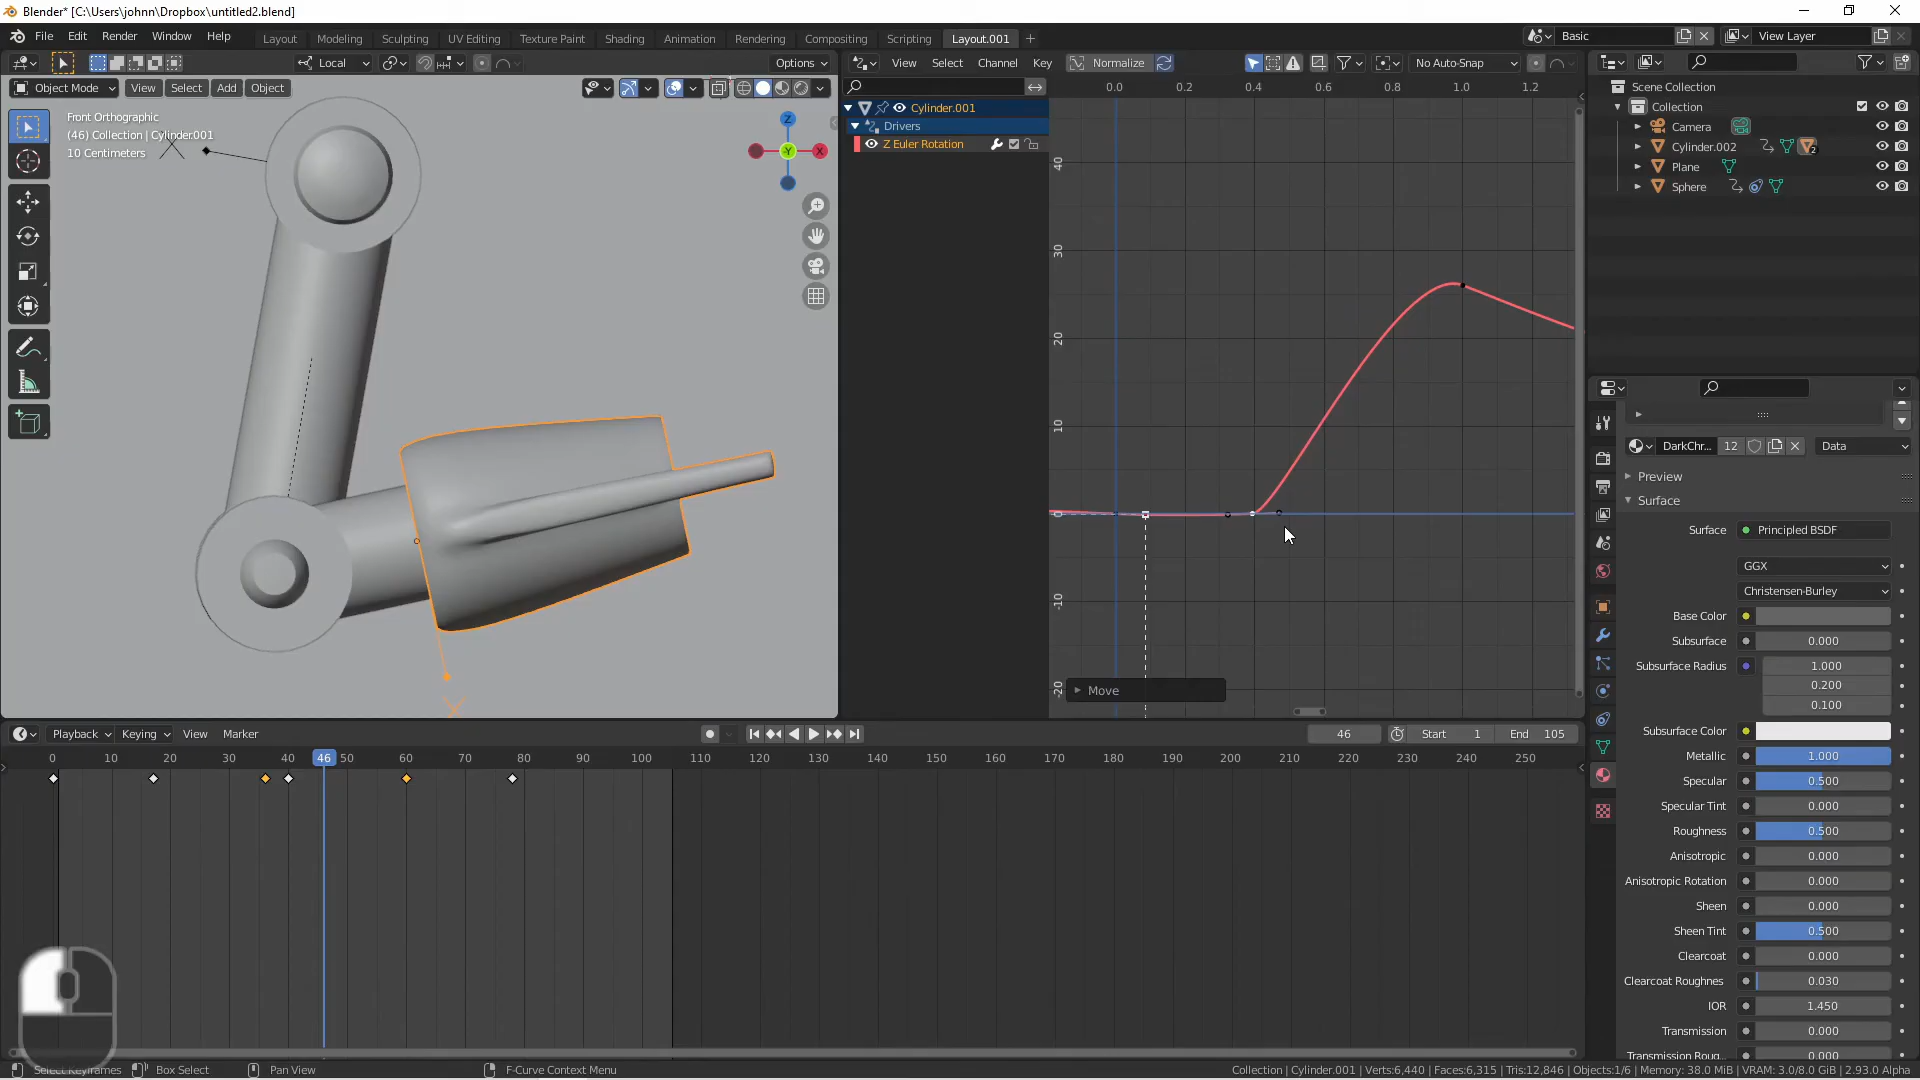 Blender* [C:\Users\johnn\Dropbox\untitled2.blend]
File Edit Render Window Help Layout Modeling Sculpting UV Editing Texture Paint Shading Animation Rendering Compositing Scripting Layout.001 + Basic View Layer
Local Options View Select Channel Key Normalize No Auto-Snap
Object Mode View Select Add Object
Front Orthographic
(46) Collection | Cylinder.001
10 Centimeters
Z
Y
X
Cylinder.001
Drivers
Z Euler Rotation
0.0 0.2 0.4 0.6 0.8 1.0 1.2
40
30
20
10
0
-10
-20
Move
Scene Collection
Collection
Camera
Cylinder.002 2
Plane
Sphere
DarkChr... 12 Data
Preview
Surface
Surface Principled BSDF
GGX
Christensen-Burley
Base Color
Subsurface 0.000
Subsurface Radius 1.000
0.200
0.100
Subsurface Color
Metallic 1.000
Specular 0.500
Specular Tint 0.000
Roughness 0.500
Anisotropic 0.000
Anisotropic Rotation 0.000
Sheen 0.000
Sheen Tint 0.500
Clearcoat 0.000
Clearcoat Roughnes 0.030
IOR 1.450
Transmission 0.000
Transmission Roug... 0.000
Playback Keying View Marker 46 Start 1 End 105
0 10 20 30 40 46 50 60 70 80 90 100 110 120 130 140 150 160 170 180 190 200 210 220 230 240 250
Select Keyframes Box Select Pan View F-Curve Context Menu Collection | Cylinder.001 | Verts:6,440 | Faces:6,315 | Tris:12,846 | Objects:1/6 | Memory: 38.0 MiB | VRAM: 3.0/8.0 GiB | 2.93.0 Alpha